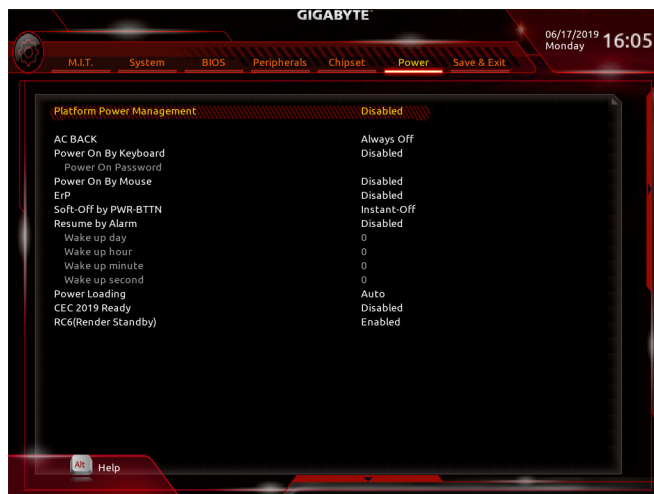 GIGABYTE™
06/17/2019
Monday
16:05
M.I.T. System BIOS Peripherals Chipset Power Save & Exit
Platform Power Management Disabled
AC BACK Always Off
Power On By Keyboard Disabled
Power On Password
Power On By Mouse Disabled
ErP Disabled
Soft-Off by PWR-BTTN Instant-Off
Resume by Alarm Disabled
Wake up day 0
Wake up hour 0
Wake up minute 0
Wake up second 0
Power Loading Auto
CEC 2019 Ready Disabled
RC6(Render Standby) Enabled
Alt Help